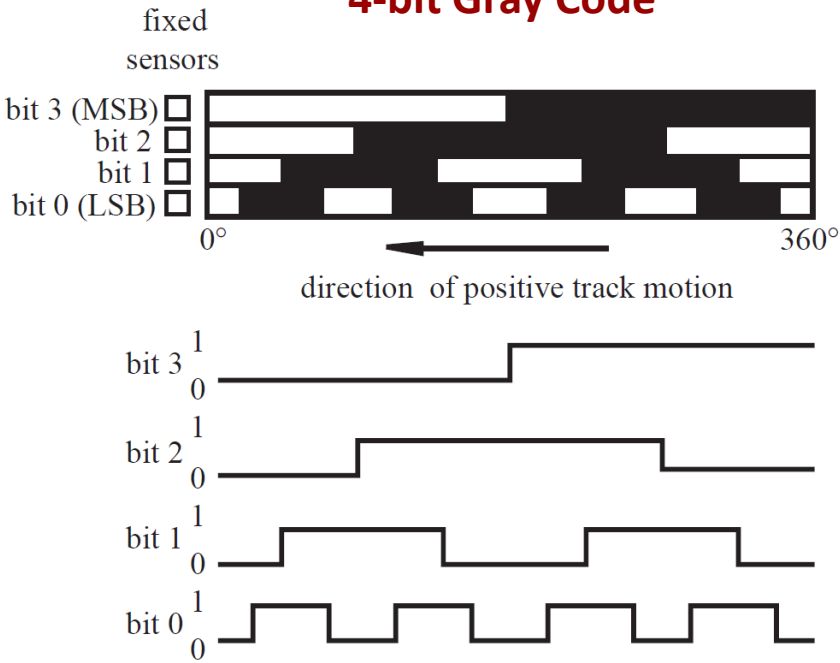 4-bit Gray Code
fixed
sensors
bit 3 (MSB)
bit 2
bit 1
bit 0 (LSB)
0°
360°
direction of positive track motion
bit 3
1
0
bit 2
1
0
bit 1
1
0
bit 0
1
0